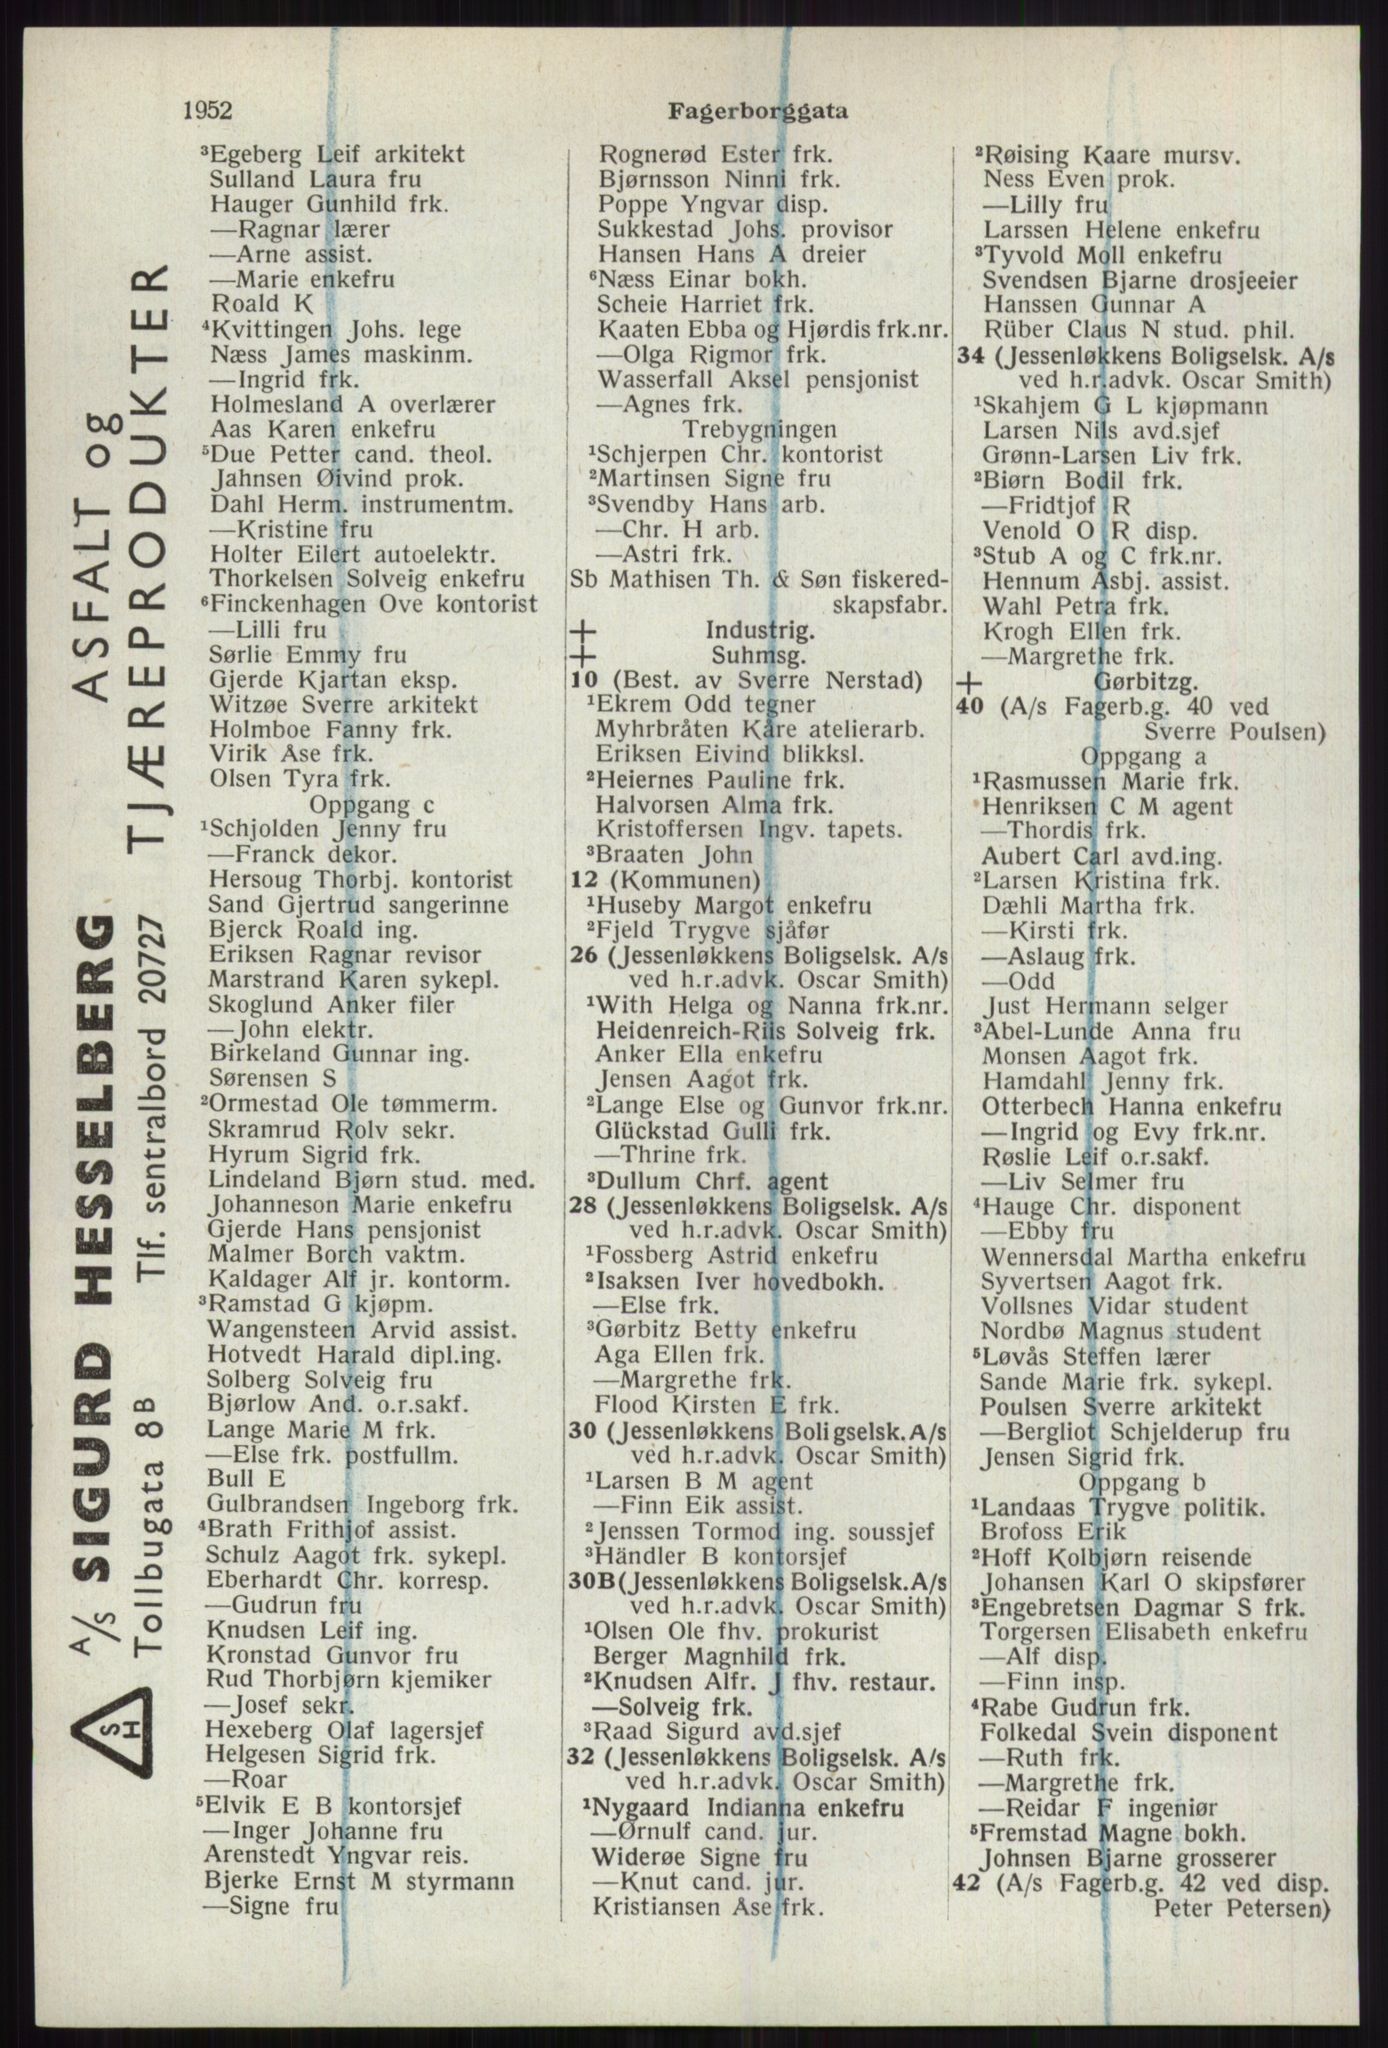 1952
Fagerborggata
³Egeberg Leif arkitekt
Sulland Laura fru
Hauger Gunhild frk.
—Ragnar lærer
—Arne assist.
—Marie enkefru
Roald K
⁴Kvittingen Johs. lege
Næss James maskinm.
—Ingrid frk.
Holmesland A overlærer
Aas Karen enkefru
⁵Due Petter cand. theol.
Jahnsen Øivind prok.
Dahl Herm. instrumentm.
—Kristine fru
Holter Eilert autoelektr.
Thorkelsen Solveig enkefru
⁶Finckenhagen Ove kontorist
—Lilli fru
Sørlie Emmy fru
Gjerde Kjartan eksp.
Witzøe Sverre arkitekt
Holmboe Fanny frk.
Virik Åse frk.
Olsen Tyra frk.
Oppgang c
¹Schjolden Jenny fru
—Franck dekor.
Hersoug Thorbj. kontorist
Sand Gjertrud sangerinne
Bjerck Roald ing.
Eriksen Ragnar revisor
Marstrand Karen sykepl.
Skoglund Anker filer
—John elektr.
Birkeland Gunnar ing.
Sørensen S
²Ormestad Ole tømmerm.
Skramrud Rolv sekr.
Hyrum Sigrid frk.
Lindeland Bjørn stud. med.
Johanneson Marie enkefru
Gjerde Hans pensjonist
Malmer Borch vaktm.
Kaldager Alf jr. kontorm.
³Ramstad G kjøpm.
Wangensteen Arvid assist.
Hotvedt Harald dipl.ing.
Solberg Solveig fru
Bjørlow And. o.r.sakf.
Lange Marie M frk.
—Else frk. postfullm.
Bull E
Gulbrandsen Ingeborg frk.
⁴Brath Frithjof assist.
Schulz Aagot frk. sykepl.
Eberhardt Chr. korresp.
—Gudrun fru
Knudsen Leif ing.
Kronstad Gunvor fru
Rud Thorbjørn kjemiker
—Josef sekr.
Hexeberg Olaf lagersjef
Helgesen Sigrid frk.
—Roar
⁵Elvik E B kontorsjef
—Inger Johanne fru
Arenstedt Yngvar reis.
Bjerke Ernst M styrmann
—Signe fru
Rognerød Ester frk.
Bjørnsson Ninni frk.
Poppe Yngvar disp.
Sukkestad Johs. provisor
Hansen Hans A dreier
⁶Næss Einar bokh.
Scheie Harriet frk.
Kaaten Ebba og Hjørdis frk.nr.
—Olga Rigmor frk.
Wasserfall Aksel pensjonist
—Agnes frk.
Trebygningen
¹Schjerpen Chr. kontorist
²Martinsen Signe fru
³Svendby Hans arb.
—Chr. H arb.
—Astri frk.
Sb Mathisen Th. & Søn fiskered-
skapsfabr.
+ Industrig.
+ Suhmsg.
10 (Best. av Sverre Nerstad)
¹Ekrem Odd tegner
Myhrbråten Kåre atelierarb.
Eriksen Eivind blikksl.
²Heiernes Pauline frk.
Halvorsen Alma frk.
Kristoffersen Ingv. tapets.
³Braaten John
12 (Kommunen)
¹Huseby Margot enkefru
²Fjeld Trygve sjåfør
26 (Jessenløkkens Boligselsk. A/s
ved h.r.advk. Oscar Smith)
¹With Helga og Nanna frk.nr.
Heidenreich-Riis Solveig frk.
Anker Ella enkefru
Jensen Aagot frk.
²Lange Else og Gunvor frk.nr.
Glückstad Gulli frk.
—Thrine frk.
³Dullum Chrf. agent
28 (Jessenløkkens Boligselsk. A/s
ved h.r.advk. Oscar Smith)
¹Fossberg Astrid enkefru
²Isaksen Iver hovedbokh.
—Else frk.
³Gørbitz Betty enkefru
Aga Ellen frk.
—Margrethe frk.
Flood Kirsten E frk.
30 (Jessenløkkens Boligselsk. A/s
ved h.r.advk. Oscar Smith)
¹Larsen B M agent
—Finn Eik assist.
²Jenssen Tormod ing. soussjef
³Händler B kontorsjef
30B (Jessenløkkens Boligselsk. A/s
ved h.r.advk. Oscar Smith)
¹Olsen Ole fhv. prokurist
Berger Magnhild frk.
²Knudsen Alfr. J fhv. restaur.
—Solveig frk.
³Raad Sigurd avd.sjef
32 (Jessenløkkens Boligselsk. A/s
ved h.r.advk. Oscar Smith)
¹Nygaard Indianna enkefru
—Ørnulf cand. jur.
Widerøe Signe fru
—Knut cand. jur.
Kristiansen Åse frk.
²Røising Kaare mursv.
Ness Even prok.
—Lilly fru
Larssen Helene enkefru
³Tyvold Moll enkefru
Svendsen Bjarne drosjeeier
Hanssen Gunnar A
Rüber Claus N stud. phil.
34 (Jessenløkkens Boligselsk. A/s
ved h.r.advk. Oscar Smith)
¹Skahjem G L kjøpmann
Larsen Nils avd.sjef
Grønn-Larsen Liv frk.
²Biørn Bodil frk.
—Fridtjof R
Venold O R disp.
³Stub A og C frk.nr.
Hennum Asbj. assist.
Wahl Petra frk.
Krogh Ellen frk.
—Margrethe frk.
+ Gørbitzg.
40 (A/s Fagerb.g. 40 ved
Sverre Poulsen)
Oppgang a
¹Rasmussen Marie frk.
Henriksen C M agent
—Thordis frk.
Aubert Carl avd.ing.
²Larsen Kristina frk.
Dæhli Martha frk.
—Kirsti frk.
—Aslaug frk.
—Odd
Just Hermann selger
³Abel-Lunde Anna fru
Monsen Aagot frk.
Hamdahl Jenny frk.
Otterbech Hanna enkefru
—Ingrid og Evy frk.nr.
Røslie Leif o.r.sakf.
—Liv Selmer fru
⁴Hauge Chr. disponent
—Ebby fru
Wennersdal Martha enkefru
Syvertsen Aagot frk.
Vollsnes Vidar student
Nordbø Magnus student
⁵Løvås Steffen lærer
Sande Marie frk. sykepl.
Poulsen Sverre arkitekt
—Bergliot Schjelderup fru
Jensen Sigrid frk.
Oppgang b
¹Landaas Trygve politik.
Brofoss Erik
²Hoff Kolbjørn reisende
Johansen Karl O skipsfører
³Engebretsen Dagmar S frk.
Torgersen Elisabeth enkefru
—Alf disp.
—Finn insp.
⁴Rabe Gudrun frk.
Folkedal Svein disponent
—Ruth frk.
—Margrethe frk.
—Reidar F ingeniør
⁵Fremstad Magne bokh.
Johnsen Bjarne grosserer
42 (A/s Fagerb.g. 42 ved disp.
Peter Petersen)
SH
A/S SIGURD HESSELBERG
Tollbugata 8B Tlf. sentralbord 20727
ASFALT og
TJÆREPRODUKTER